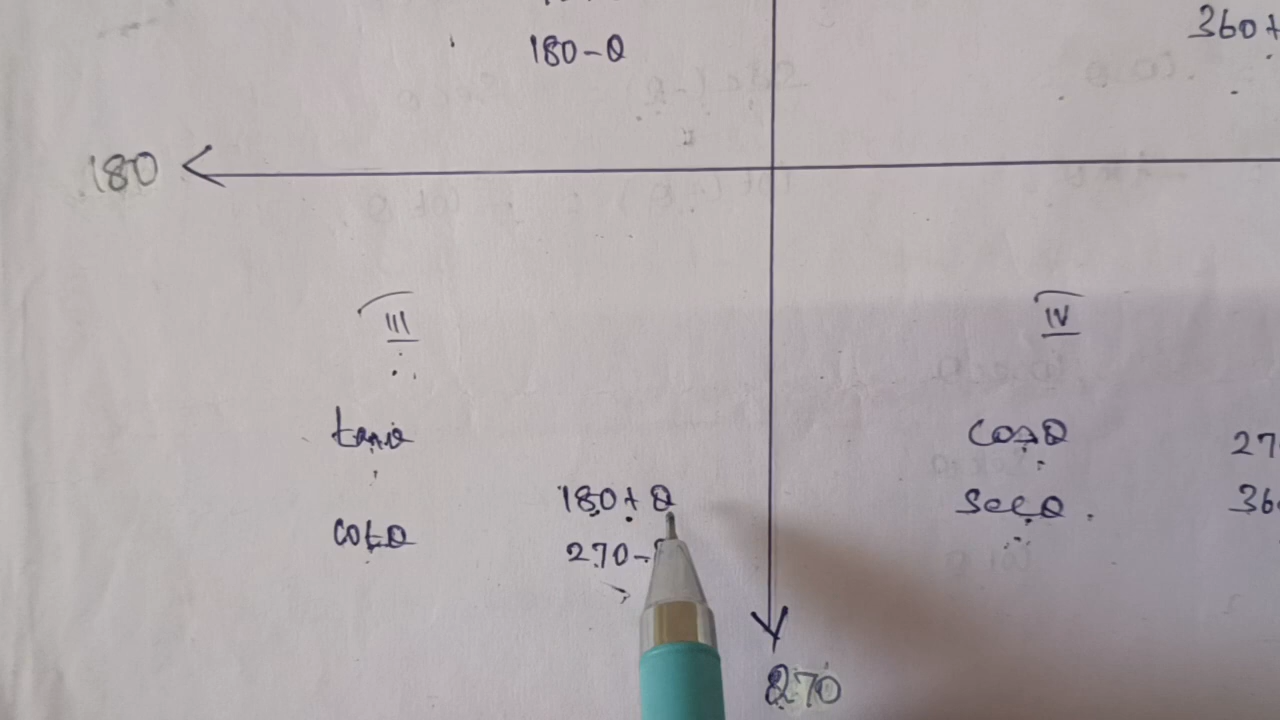 180-θ
360+
180
III
IV
tanθ
cosθ
27
180+θ
secθ.
36
cotθ
270-
270